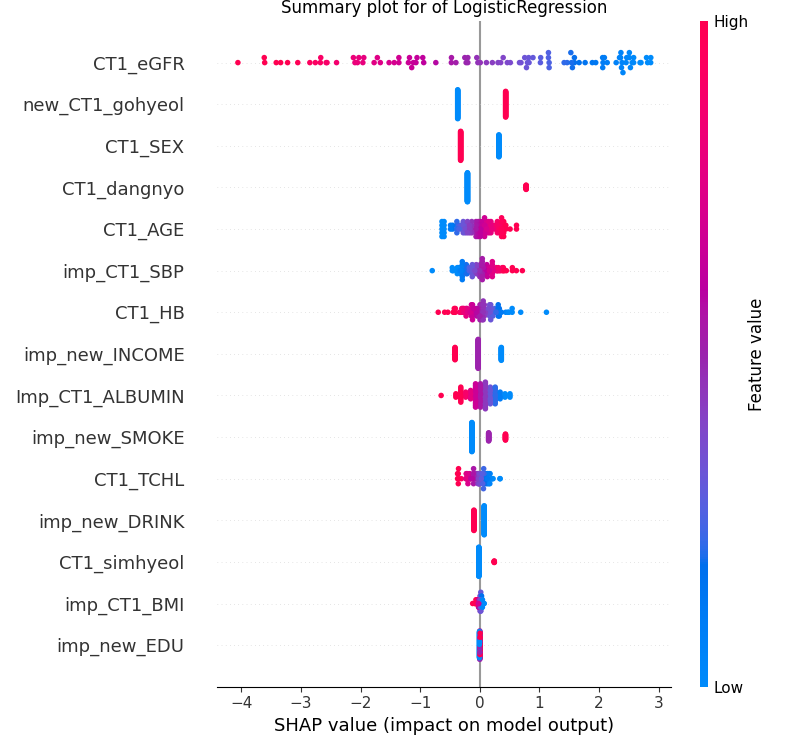 Summary plot for of LogisticRegression
High
CT1_eGFR
new_CT1_gohyeol
CT1_SEX
CT1_dangnyo
CT1_AGE
imp_CT1_SBP
CT1_HB
imp_new_INCOME
Imp_CT1_ALBUMIN
imp_new_SMOKE
CT1_TCHL
imp_new_DRINK
CT1_simhyeol
imp_CT1_BMI
imp_new_EDU
Feature value
Low
−4 −3 −2 −1 0 1 2 3
SHAP value (impact on model output)